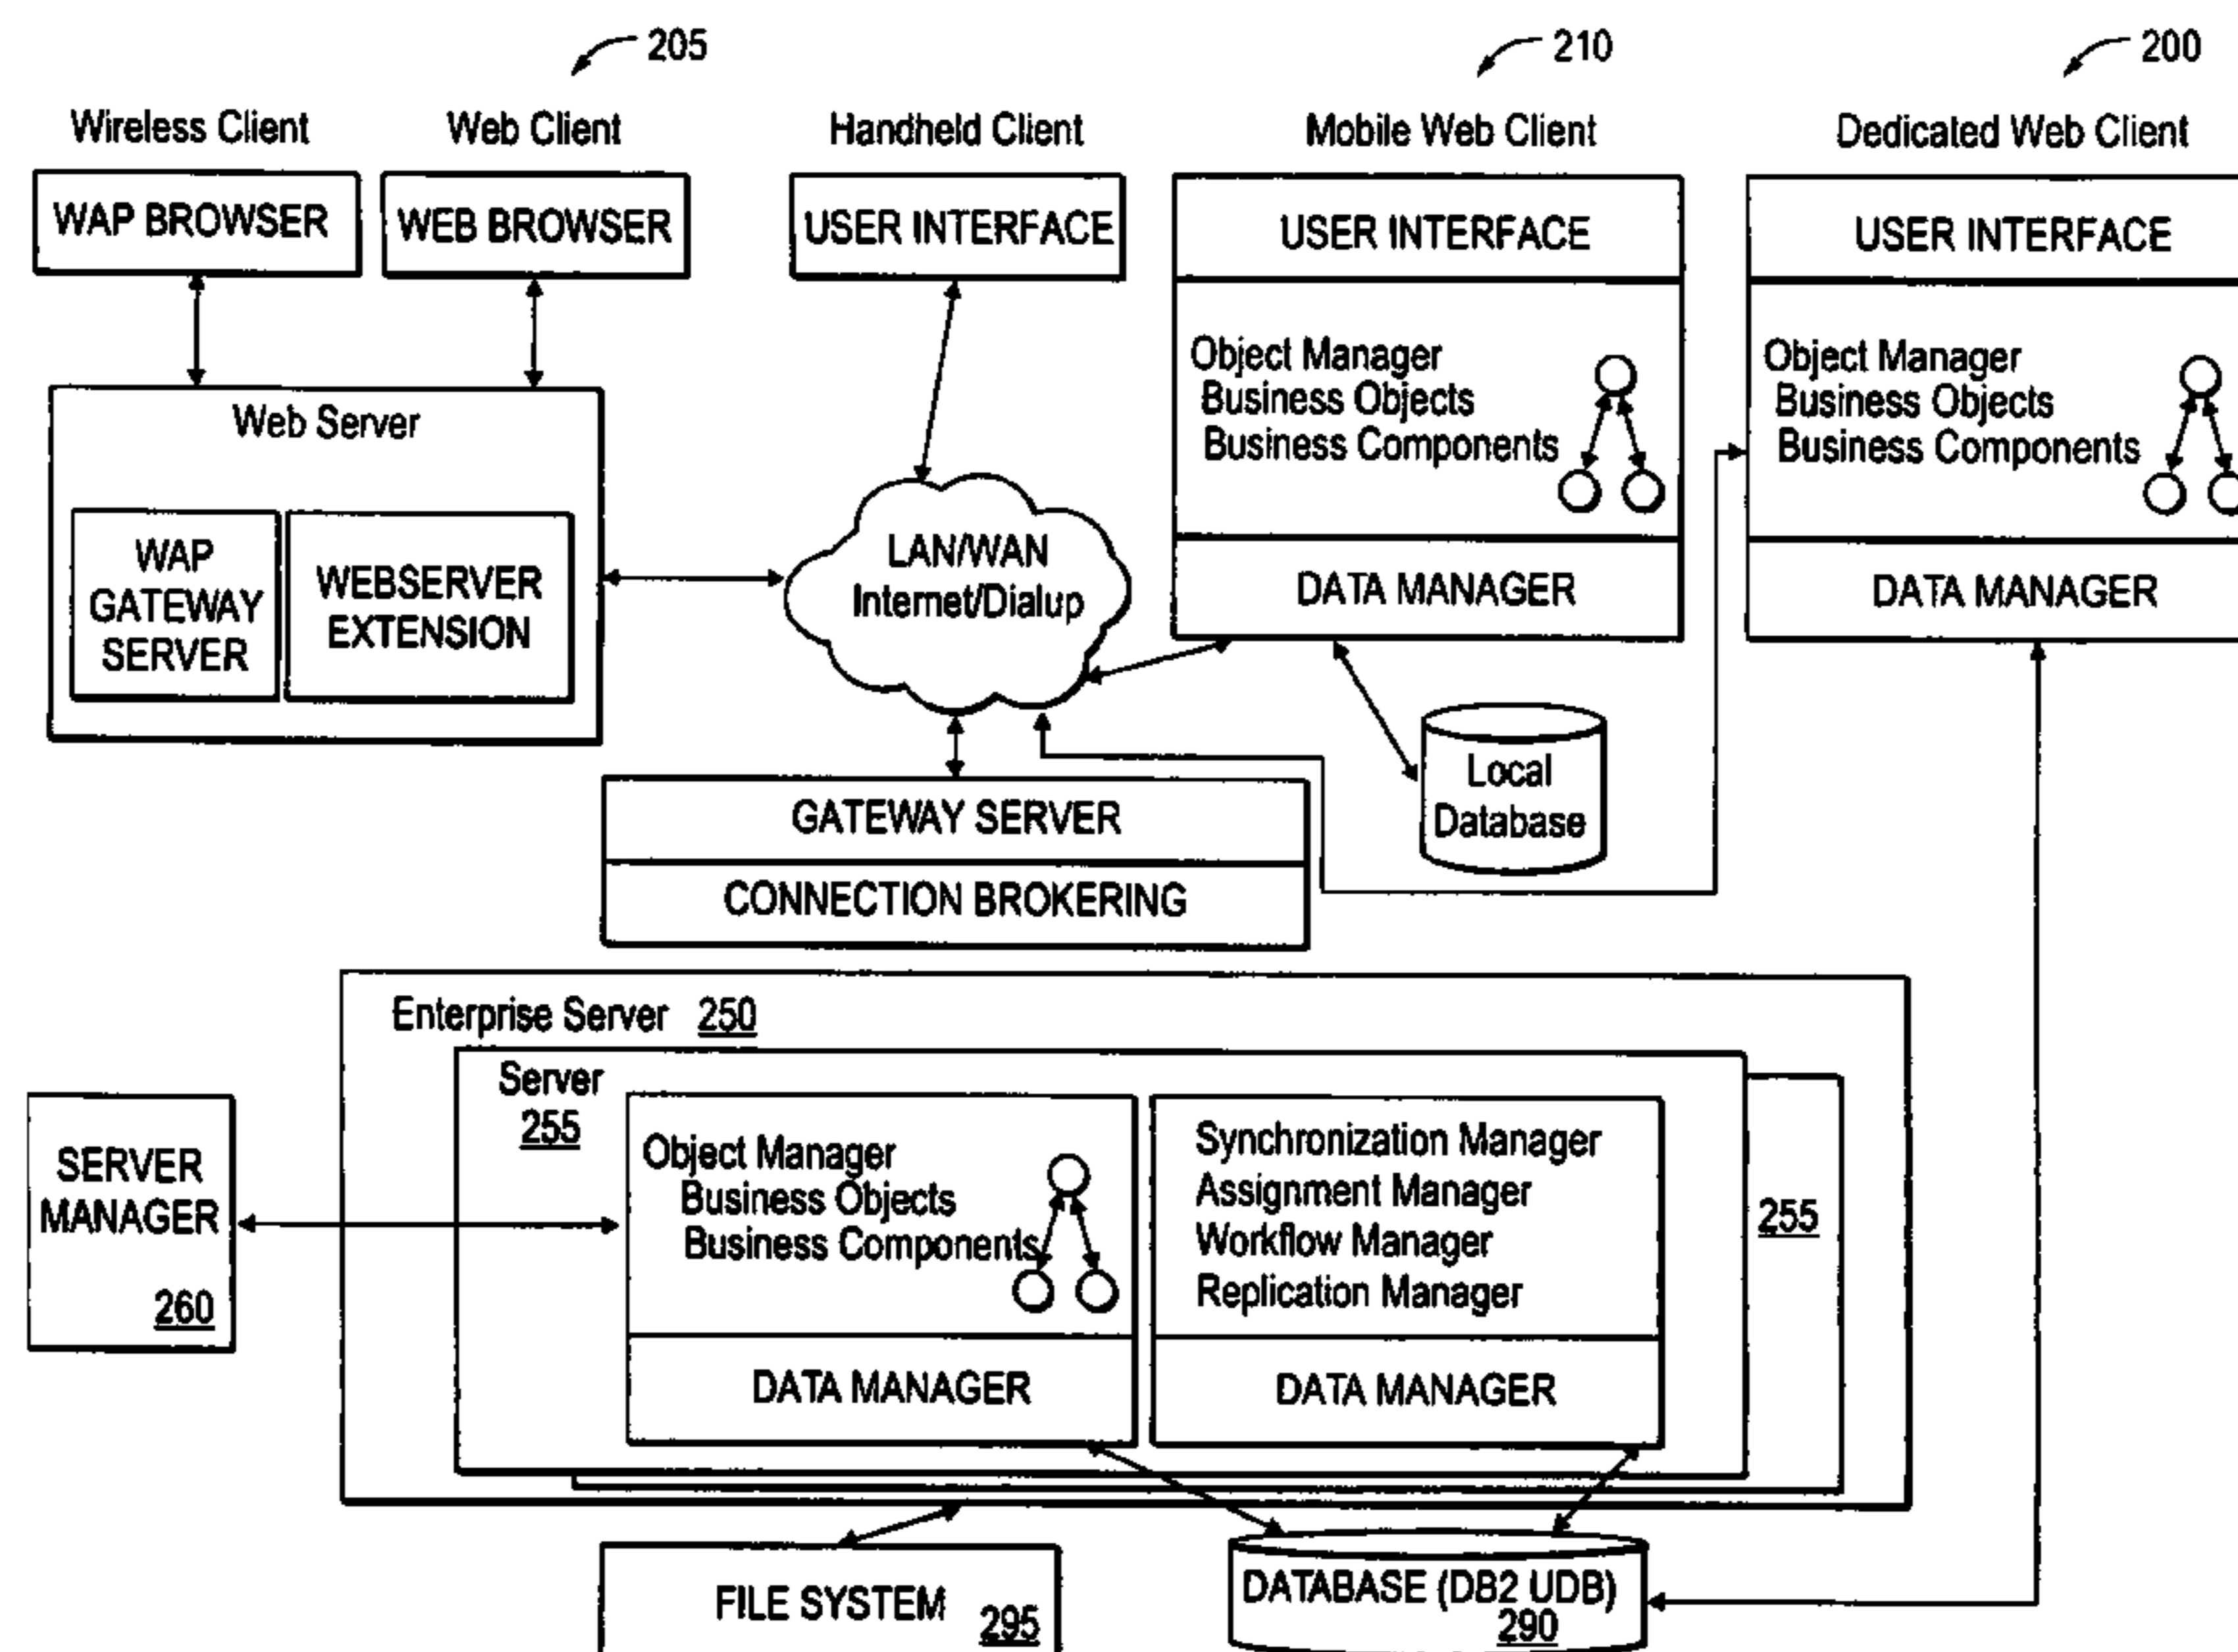 205
210
200
Wireless Client
Web Client
Handheld Client
Mobile Web Client
Dedicated Web Client
WAP BROWSER
WEB BROWSER
USER INTERFACE
USER INTERFACE
USER INTERFACE
Object Manager
Business Objects
Business Components
Object Manager
Business Objects
Business Components
Web Server
WAP
GATEWAY
SERVER
WEBSERVER
EXTENSION
LAN/WAN
Internet/Dialup
DATA MANAGER
DATA MANAGER
Local
Database
GATEWAY SERVER
CONNECTION BROKERING
Enterprise Server 250
Server
255
SERVER
MANAGER
260
Object Manager
Business Objects
Business Components
Synchronization Manager
Assignment Manager
Workflow Manager
Replication Manager
255
DATA MANAGER
DATA MANAGER
FILE SYSTEM
295
DATABASE (DB2 UDB)
290